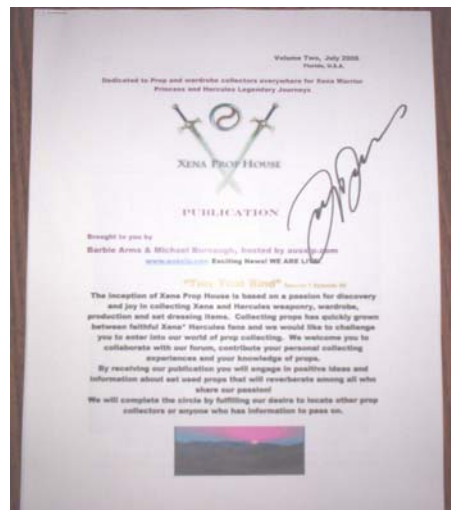 Volume Two, July 2005
Florida, U.S.A.
Dedicated to Prop and wardrobe collectors everywhere for Xena Warrior
Princess and Hercules Legendary Journeys
XENA PROP HOUSE
PUBLICATION
Brought to you by
Barbie Arms & Michael hosted by
Exciting News! WE ARE
"Ties That Bind" Season 1 Episode
The inception of Xena Prop House is based on a passion for discovery
and joy in collecting Xena and Hercules weaponry, wardrobe,
production and set dressing items. Collecting props has quickly grown
between faithful Xena* Hercules fans and we would like to challenge
you to enter into our world of prop collecting. We welcome you to
collaborate with our forum, contribute your personal collecting
experiences and your knowledge of props.
By receiving our publication you will engage in positive ideas and
information about set used props that will reverberate among all who
share our passion!
We will complete the circle by fulfilling our desire to locate other prop
collectors or anyone who has information to pass on.